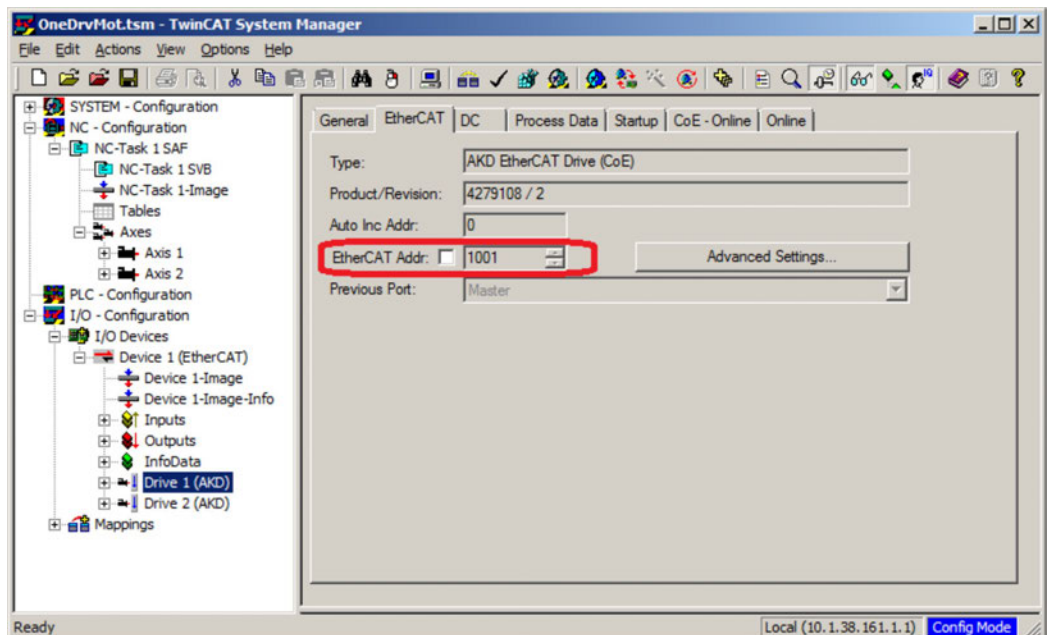 OneDrvMot.tsm - TwinCAT System Manager
File Edit Actions View Options Help
SYSTEM - Configuration
NC - Configuration
NC-Task 1 SAF
NC-Task 1 SVB
NC-Task 1-Image
Tables
Axes
Axis 1
Axis 2
PLC - Configuration
I/O - Configuration
I/O Devices
Device 1 (EtherCAT)
Device 1-Image
Device 1-Image-Info
Inputs
Outputs
InfoData
Drive 1 (AKD)
Drive 2 (AKD)
Mappings
General EtherCAT DC Process Data Startup CoE - Online Online
Type: AKD EtherCAT Drive (CoE)
Product/Revision: 4279108 / 2
Auto Inc Addr: 0
EtherCAT Addr: 1001 Advanced Settings...
Previous Port: Master
Ready Local (10.1.38.161.1.1) Config Mode